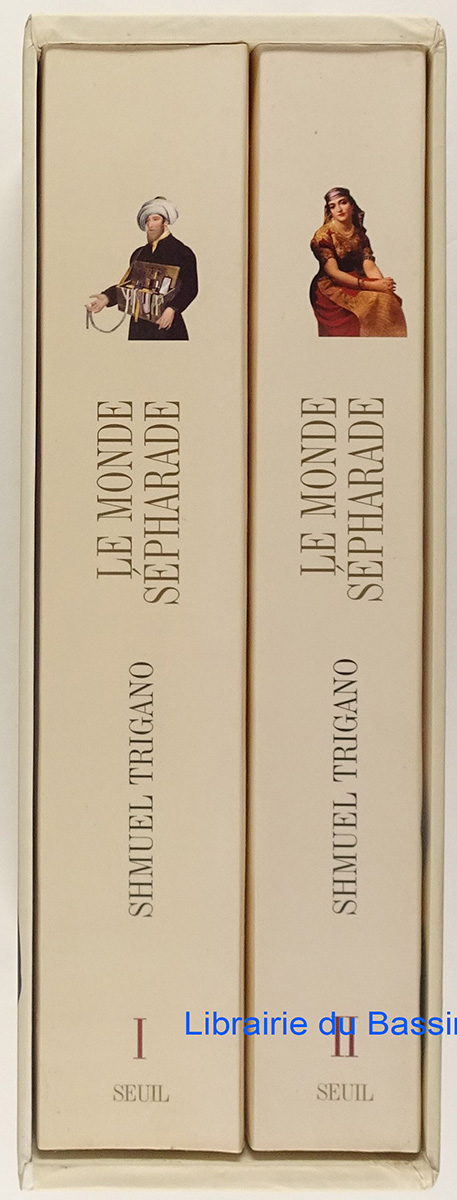 LE MONDE
SÉPHARADE
SHMUEL TRIGANO
I
SEUIL
LE MONDE
SÉPHARADE
SHMUEL TRIGANO
II
SEUIL
Librairie du Bassin